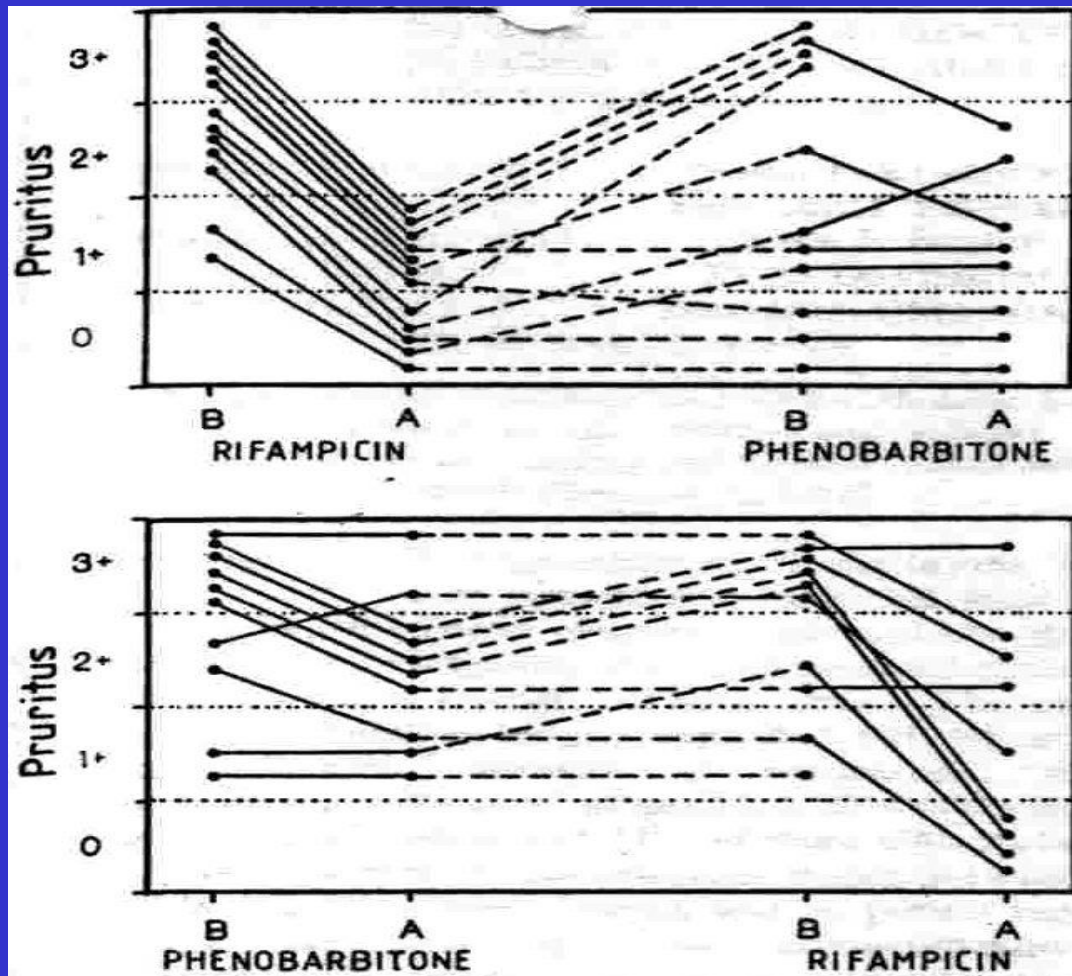 3+
2+
Pruritus
1+
0
B A B A
RIFAMPICIN PHENOBARBITONE
3+
2+
Pruritus
1+
0
B A B A
PHENOBARBITONE RIFAMPICIN